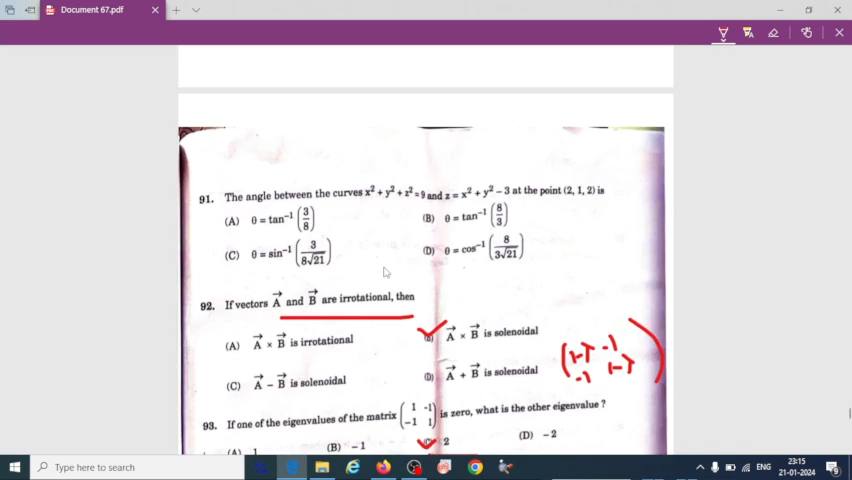 Document 67.pdf
91. The angle between the curves x² + y² + z² = 9 and z = x² + y² – 3 at the point (2, 1, 2) is
(A) θ = tan⁻¹ (3/8) (B) θ = tan⁻¹ (8/3)
(C) θ = sin⁻¹ (3/8√21) (D) θ = cos⁻¹ (8/3√21)
92. If vectors A⃗ and B⃗ are irrotational, then
(A) A⃗ × B⃗ is irrotational A⃗ × B⃗ is solenoidal
(C) A⃗ – B⃗ is solenoidal (D) A⃗ + B⃗ is solenoidal
-1
-1
93. If one of the eigenvalues of the matrix (1 -1 −1 1) is zero, what is the other eigenvalue ?
(A) 1 (B) – 1 (C) 2 (D) – 2
Type here to search
ENG
23:15
21-01-2024